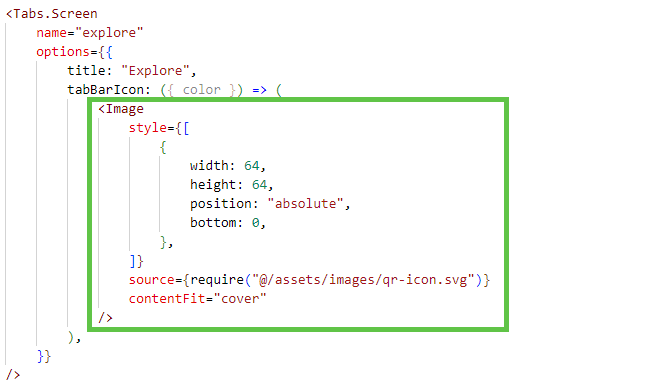 <Tabs.Screen
    name="explore"
    options={{
        title: "Explore",
        tabBarIcon: ({ color }) => (
            <Image
                style={[
                    {
                        width: 64,
                        height: 64,
                        position: "absolute",
                        bottom: 0,
                    },
                ]}
                source={require("@/assets/images/qr-icon.svg")}
                contentFit="cover"
            />
        ),
    }}
/>